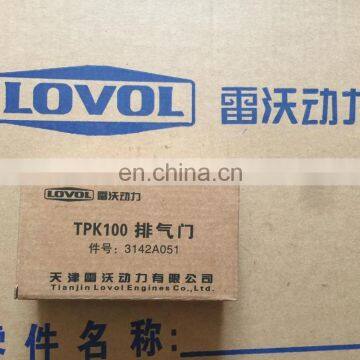 LOVOL 雷沃动力
china.cn
en.china.cn
LOVOL 雷沃动力
TPK100 排气门
件号: 3142A051
天津雷沃动力有限公司
Tianjin Lovol Engines Co.,Ltd
件名称: